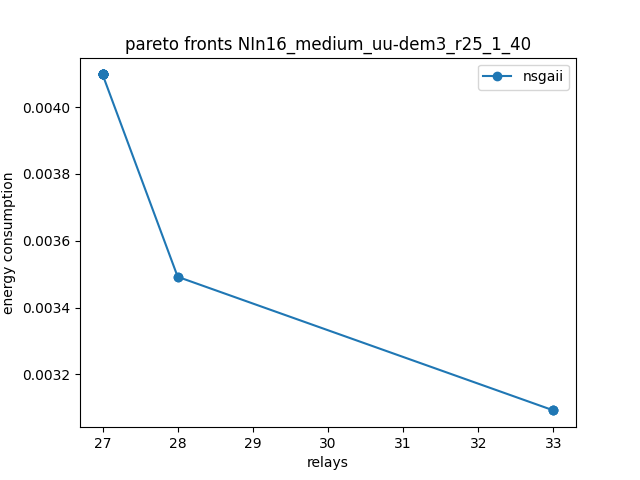 pareto fronts NIn16_medium_uu-dem3_r25_1_40
nsgaii
0.0040
0.0038
0.0036
0.0034
0.0032
energy consumption
27 28 29 30 31 32 33
relays